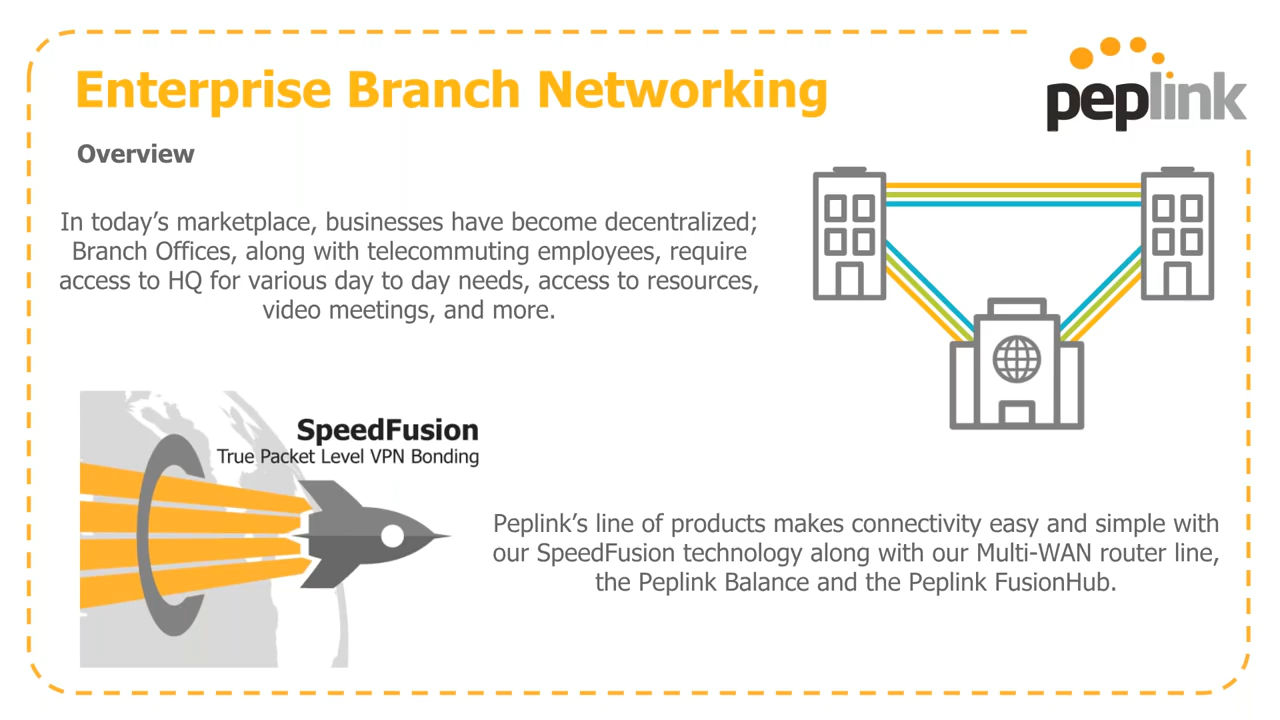 Enterprise Branch Networking
peplink
Overview
In today’s marketplace, businesses have become decentralized;
Branch Offices, along with telecommuting employees, require
access to HQ for various day to day needs, access to resources,
video meetings, and more.
SpeedFusion
True Packet Level VPN Bonding
Peplink’s line of products makes connectivity easy and simple with
our SpeedFusion technology along with our Multi-WAN router line,
the Peplink Balance and the Peplink FusionHub.